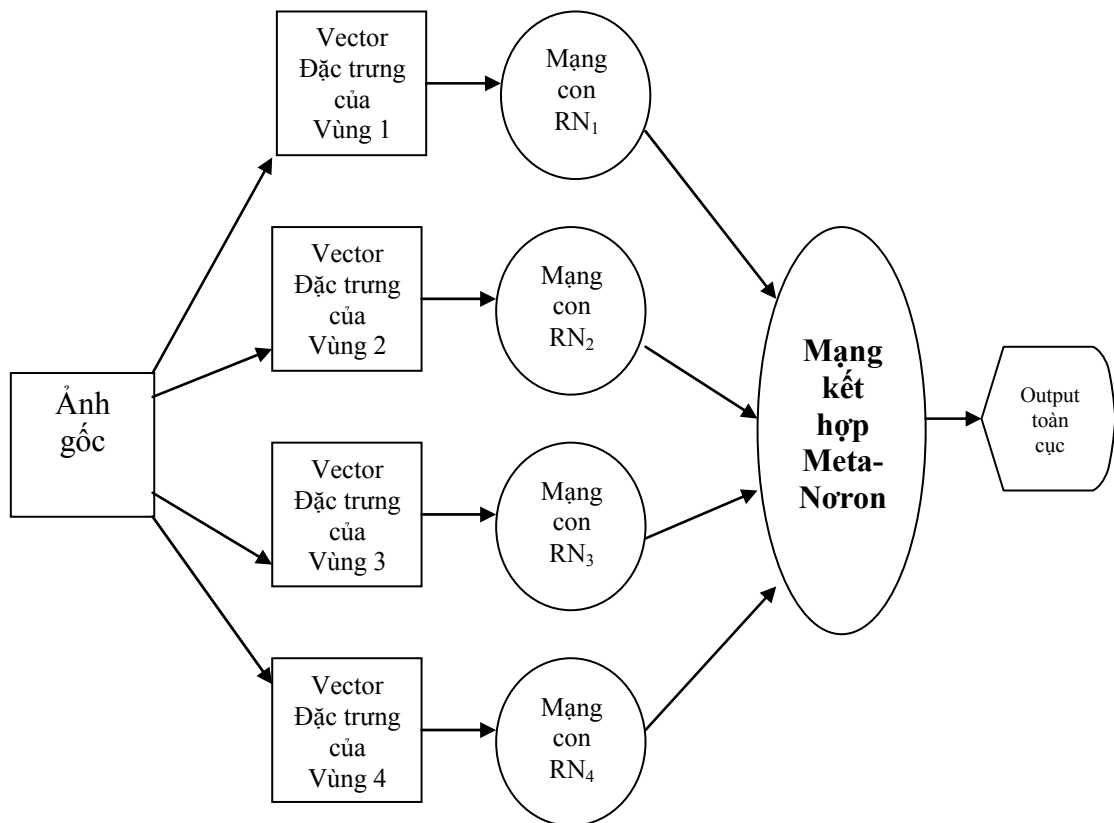 Vector
Đặc trưng
của
Vùng 1
Mạng
con
RN₁
Vector
Đặc trưng
của
Vùng 2
Mạng
con
RN₂
Ảnh
gốc
Mạng
kết
hợp
Meta-
Nơron
Output
toàn
cục
Vector
Đặc trưng
của
Vùng 3
Mạng
con
RN₃
Vector
Đặc trưng
của
Vùng 4
Mạng
con
RN₄